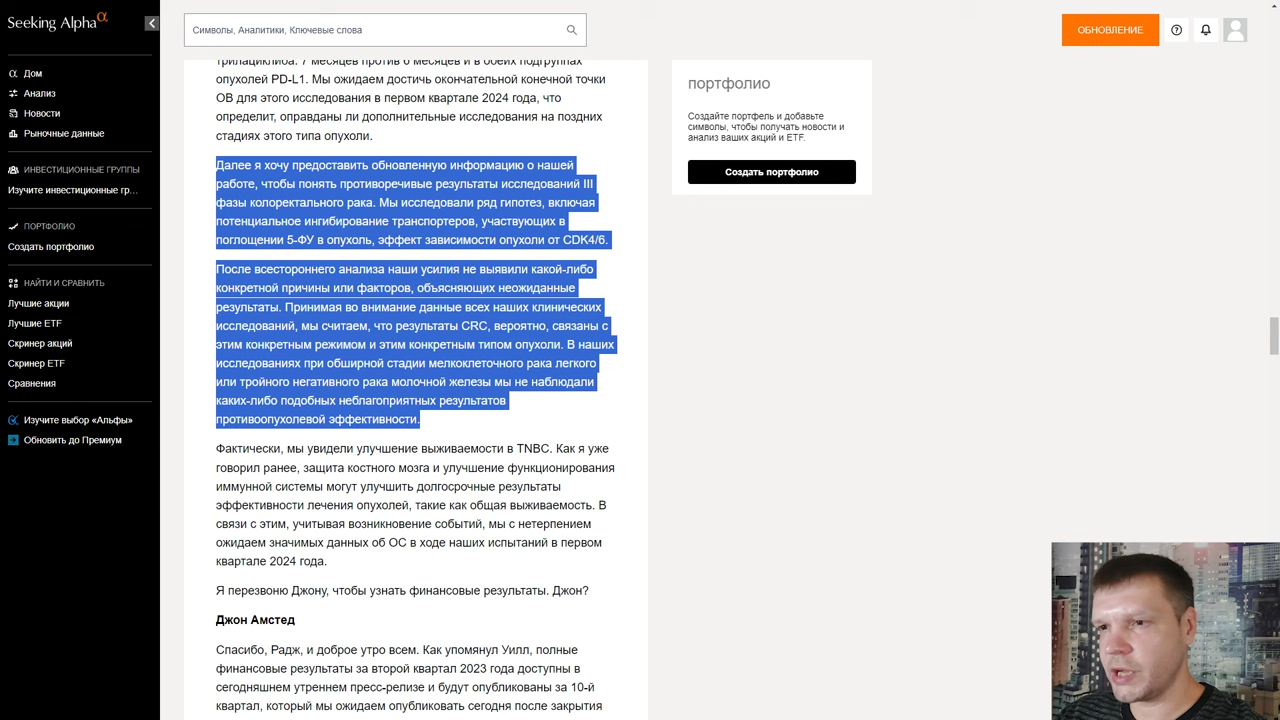 Seeking Alpha α
Символы, Аналитики, Ключевые слова
ОБНОВЛЕНИЕ
Дом
Анализ
Новости
Рыночные данные
ИНВЕСТИЦИОННЫЕ ГРУППЫ
Изучите инвестиционные гр...
ПОРТФОЛИО
Создать портфолио
НАЙТИ И СРАВНИТЬ
Лучшие акции
Лучшие ETF
Скринер акций
Скринер ETF
Сравнения
Изучите выбор «Альфы»
Обновить до Премиум
трилациклиба: 7 месяцев против 6 месяцев и в обеих подгруппах
опухолей PD-L1. Мы ожидаем достичь окончательной конечной точки
ОВ для этого исследования в первом квартале 2024 года, что
определит, оправданы ли дополнительные исследования на поздних
стадиях этого типа опухоли.
Далее я хочу предоставить обновленную информацию о нашей
работе, чтобы понять противоречивые результаты исследований III
фазы колоректального рака. Мы исследовали ряд гипотез, включая
потенциальное ингибирование транспортеров, участвующих в
поглощении 5-ФУ в опухоль, эффект зависимости опухоли от CDK4/6.
После всестороннего анализа наши усилия не выявили какой-либо
конкретной причины или факторов, объясняющих неожиданные
результаты. Принимая во внимание данные всех наших клинических
исследований, мы считаем, что результаты CRC, вероятно, связаны с
этим конкретным режимом и этим конкретным типом опухоли. В наших
исследованиях при обширной стадии мелкоклеточного рака легкого
или тройного негативного рака молочной железы мы не наблюдали
каких-либо подобных неблагоприятных результатов
противоопухолевой эффективности.
Фактически, мы увидели улучшение выживаемости в TNBC. Как я уже
говорил ранее, защита костного мозга и улучшение функционирования
иммунной системы могут улучшить долгосрочные результаты
эффективности лечения опухолей, такие как общая выживаемость. В
связи с этим, учитывая возникновение событий, мы с нетерпением
ожидаем значимых данных об ОС в ходе наших испытаний в первом
квартале 2024 года.
Я перезвоню Джону, чтобы узнать финансовые результаты. Джон?
Джон Амстед
Спасибо, Радж, и доброе утро всем. Как упомянул Уилл, полные
финансовые результаты за второй квартал 2023 года доступны в
сегодняшнем утреннем пресс-релизе и будут опубликованы за 10-й
квартал, который мы ожидаем опубликовать сегодня после закрытия
портфолио
Создайте портфель и добавьте
символы, чтобы получать новости и
анализ ваших акций и ETF.
Создать портфолио